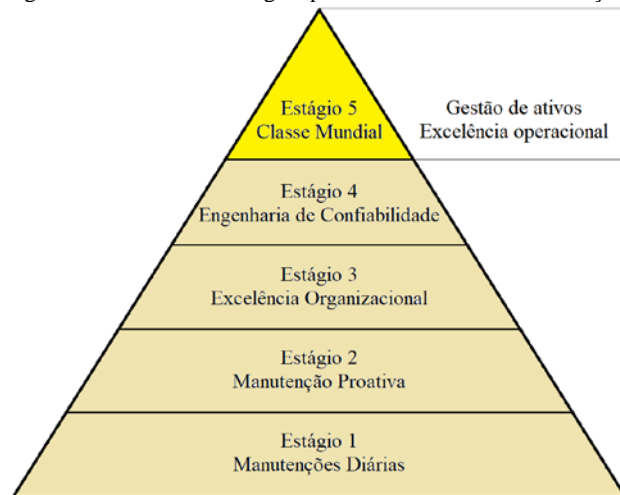 Estágio 5
Classe Mundial
Gestão de ativos
Excelência operacional
Estágio 4
Engenharia de Confiabilidade
Estágio 3
Excelência Organizacional
Estágio 2
Manutenção Proativa
Estágio 1
Manutenções Diárias